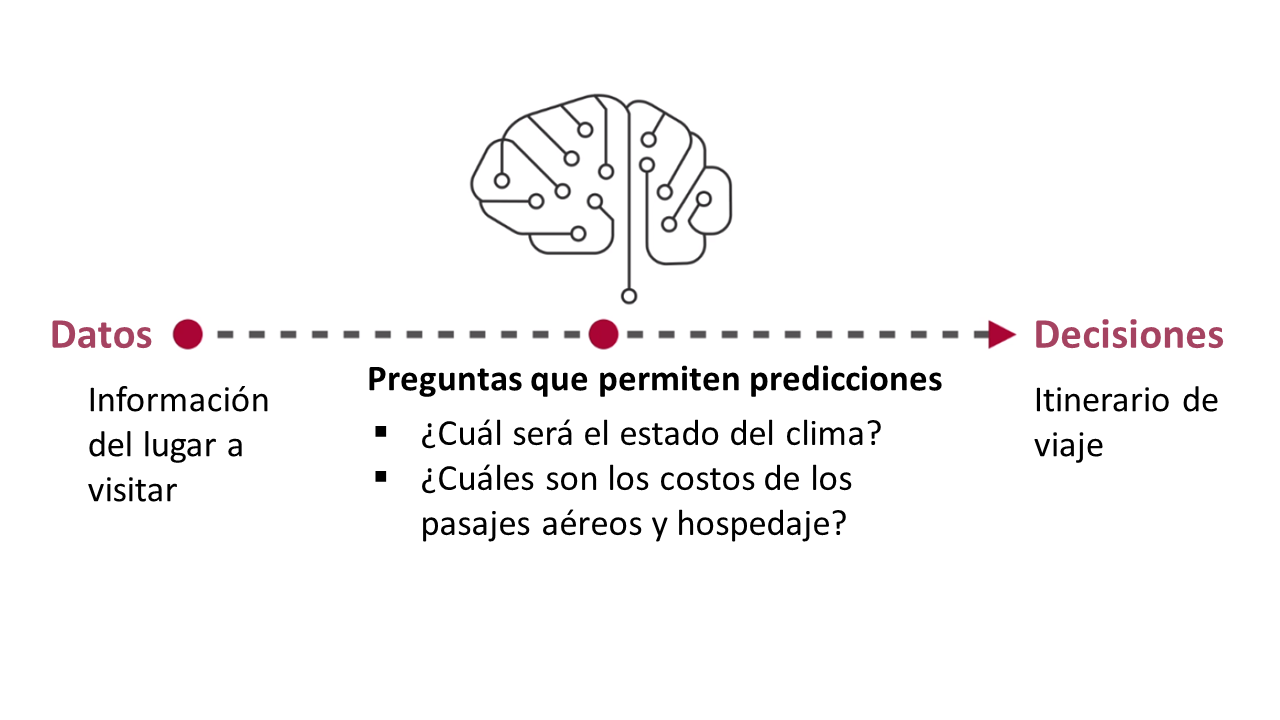 Datos
Información
del lugar a
visitar
Preguntas que permiten predicciones
▪ ¿Cuál será el estado del clima?
▪ ¿Cuáles son los costos de los
pasajes aéreos y hospedaje?
Decisiones
Itinerario de
viaje